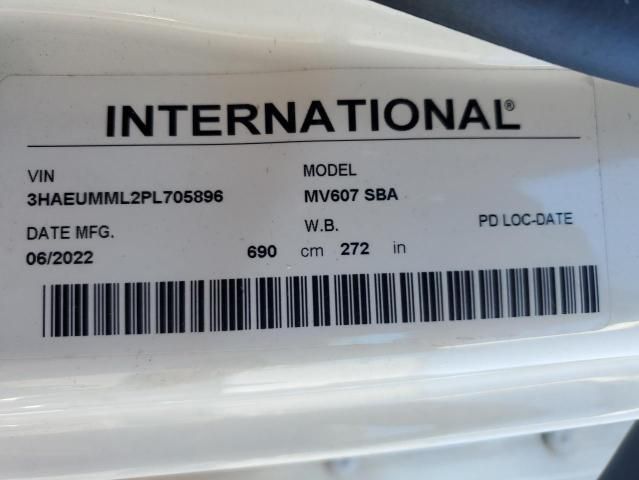 INTERNATIONAL®
VIN
3HAEUMML2PL705896
MODEL
MV607 SBA
DATE MFG.
06/2022
W.B.
690 cm 272 in
PD LOC-DATE